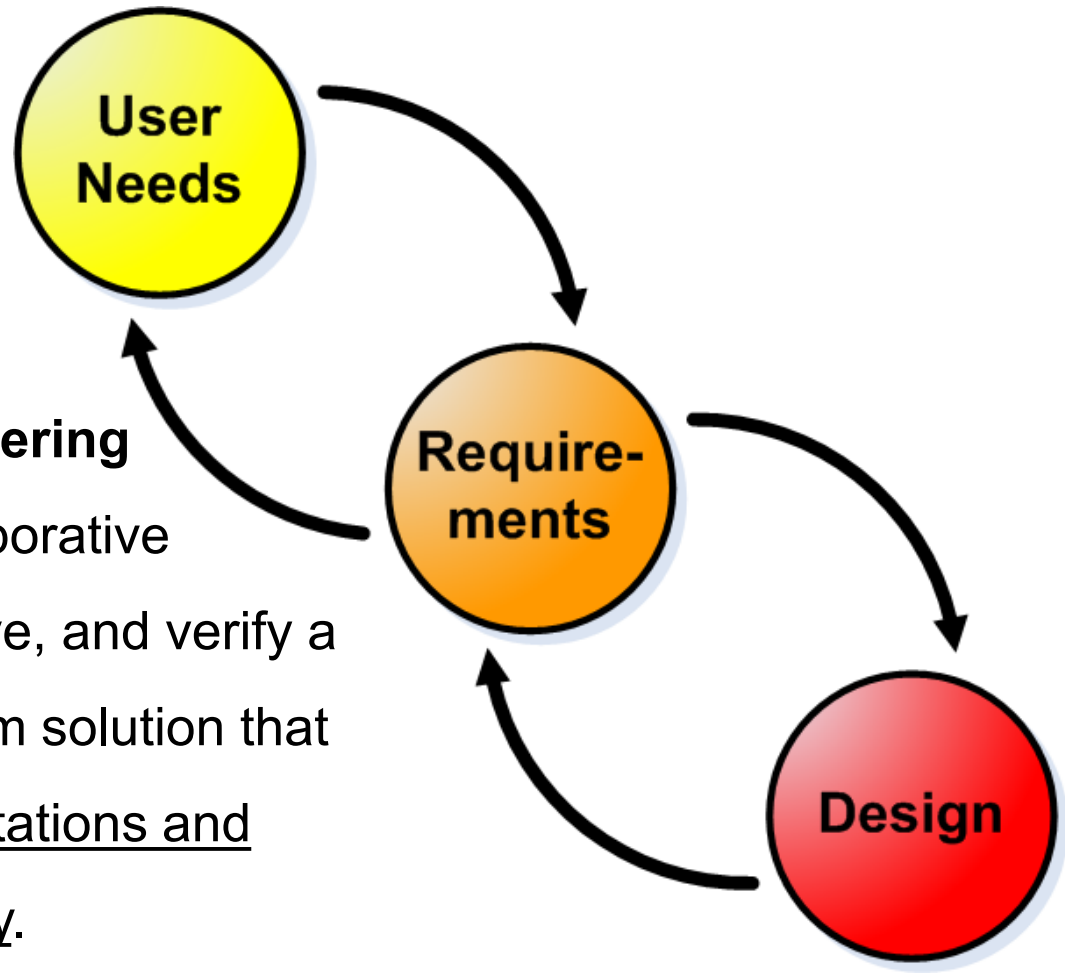 User
Needs
Require-
ments
Design
ering
orative
e, and verify a
m solution that
tations and
y.